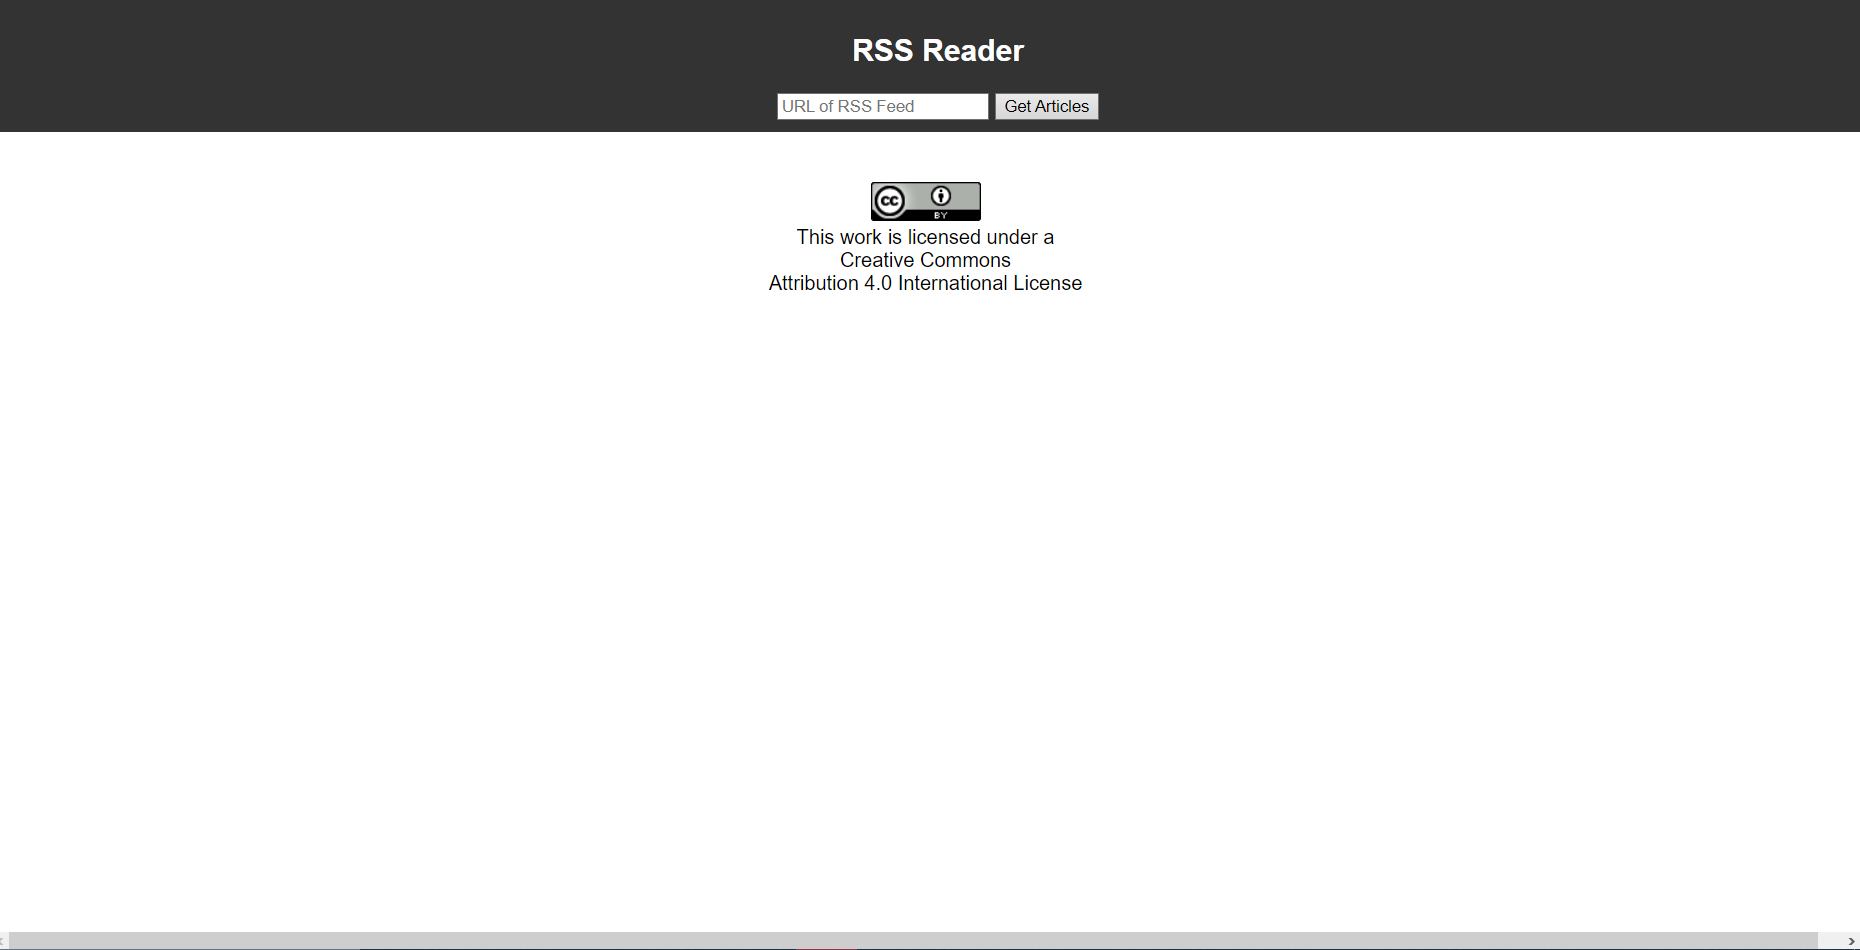 RSS Reader
URL of RSS Feed Get Articles
cc BY
This work is licensed under a
Creative Commons
Attribution 4.0 International License